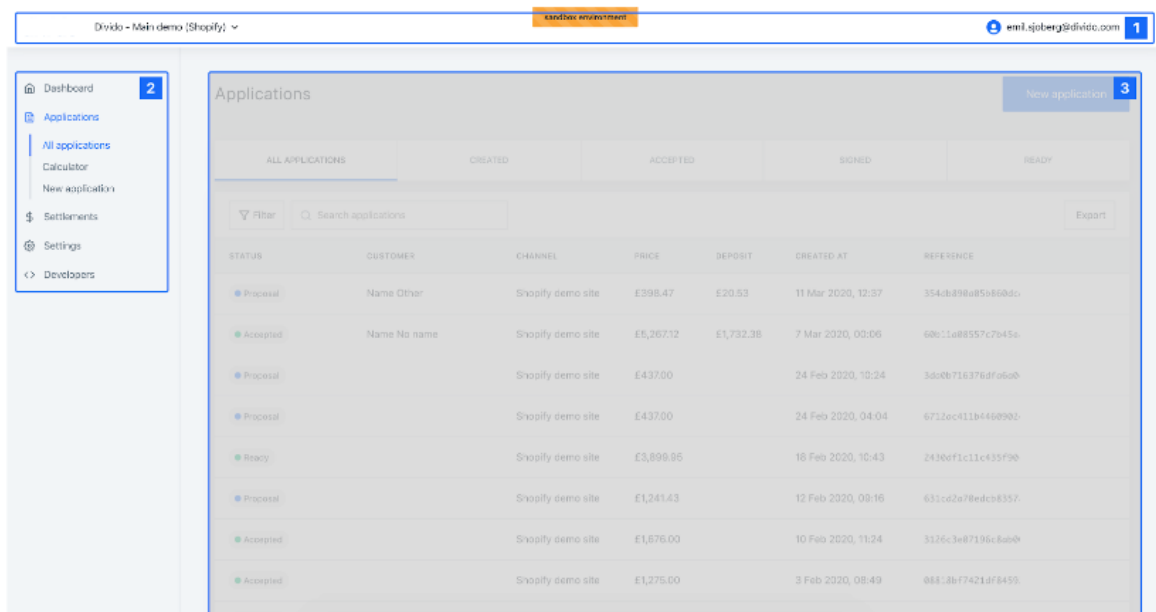 sandbox environment
Divido - Main demo (Shopify)
emil.sjoberg@divido.com 1
Dashboard 2
Applications
All applications
Calculator
New application
Settlements
Settings
Developers
Applications New application 3
ALL APPLICATIONS CREATED ACCEPTED SIGNED READY
Filter Search applications Export
STATUS CUSTOMER CHANNEL PRICE DEPOSIT CREATED AT REFERENCE
Proposal Name Other Shopify demo site £398.47 £20.53 11 Mar 2020, 12:37
Accepted Name No name Shopify demo site £5,267.12 £1,732.38 7 Mar 2020, 00:06
Proposal Shopify demo site £437.00 24 Feb 2020, 10:24
Proposal Shopify demo site £437.00 24 Feb 2020, 04:04
Ready Shopify demo site £3,899.96 18 Feb 2020, 10:43
Proposal Shopify demo site £1,241.43 12 Feb 2020, 09:16
Accepted Shopify demo site £1,676.00 10 Feb 2020, 11:24
Accepted Shopify demo site £1,275.00 3 Feb 2020, 08:49